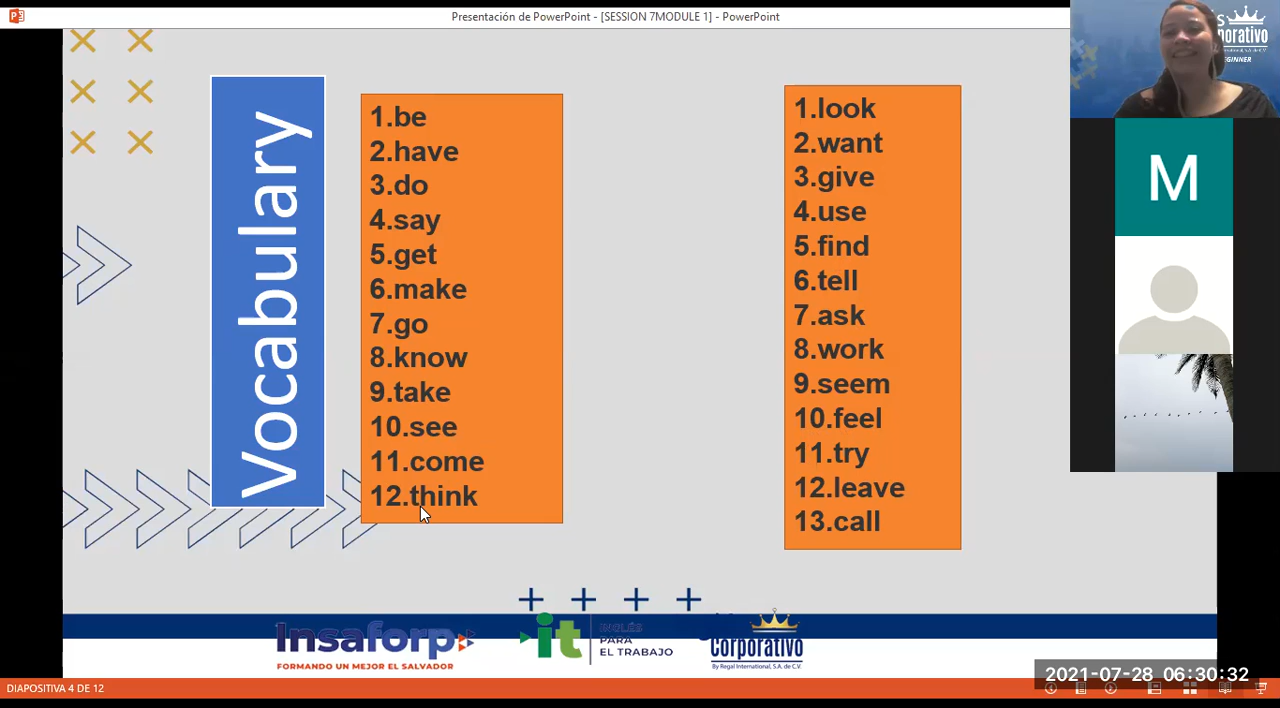 Presentación de PowerPoint - [SESSION 7MODULE 1] - PowerPoint
Vocabulary
1.be
2.have
3.do
4.say
5.get
6.make
7.go
8.know
9.take
10.see
11.come
12.think
1.look
2.want
3.give
4.use
5.find
6.tell
7.ask
8.work
9.seem
10.feel
11.try
12.leave
13.call
M
Insaforp
FORMANDO UN MEJOR EL SALVADOR
it
INGLÉS
PARA
EL TRABAJO
Corporativo
By Regal International, S.A. de C.V.
2021-07-28 06:30:32
DIAPOSITIVA 4 DE 12